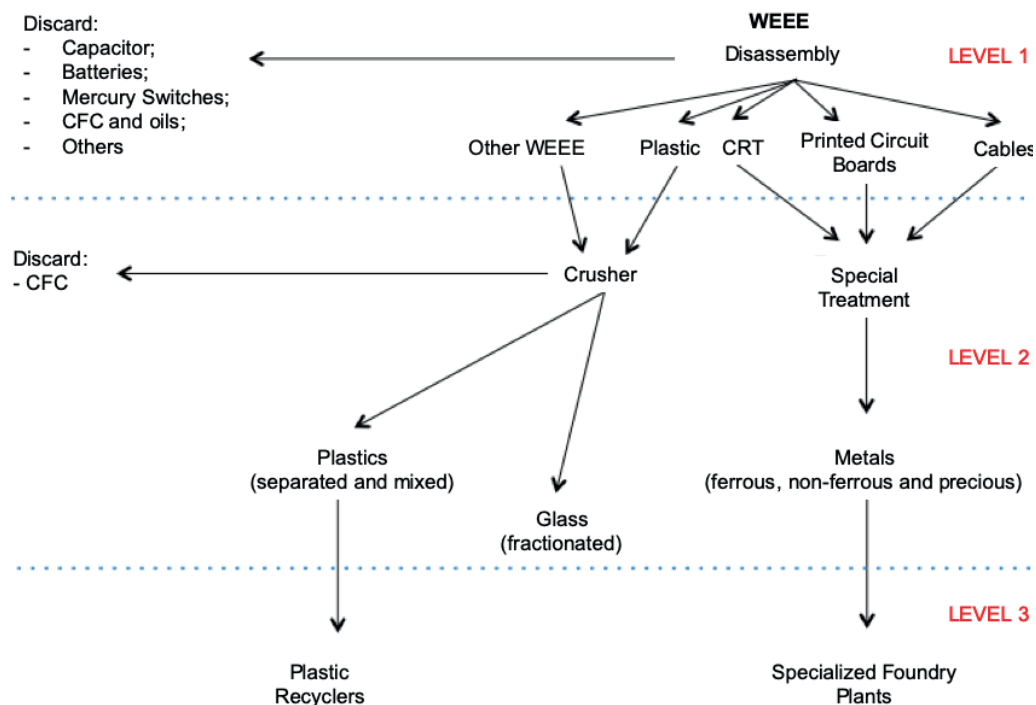 Discard:
- Capacitor;
- Batteries;
- Mercury Switches;
- CFC and oils;
- Others
WEEE
Disassembly
LEVEL 1
Other WEEE
Plastic
CRT
Printed Circuit
Boards
Cables
Discard:
- CFC
Crusher
Special
Treatment
LEVEL 2
Plastics
(separated and mixed)
Metals
(ferrous, non-ferrous and precious)
Glass
(fractionated)
LEVEL 3
Plastic
Recyclers
Specialized Foundry
Plants